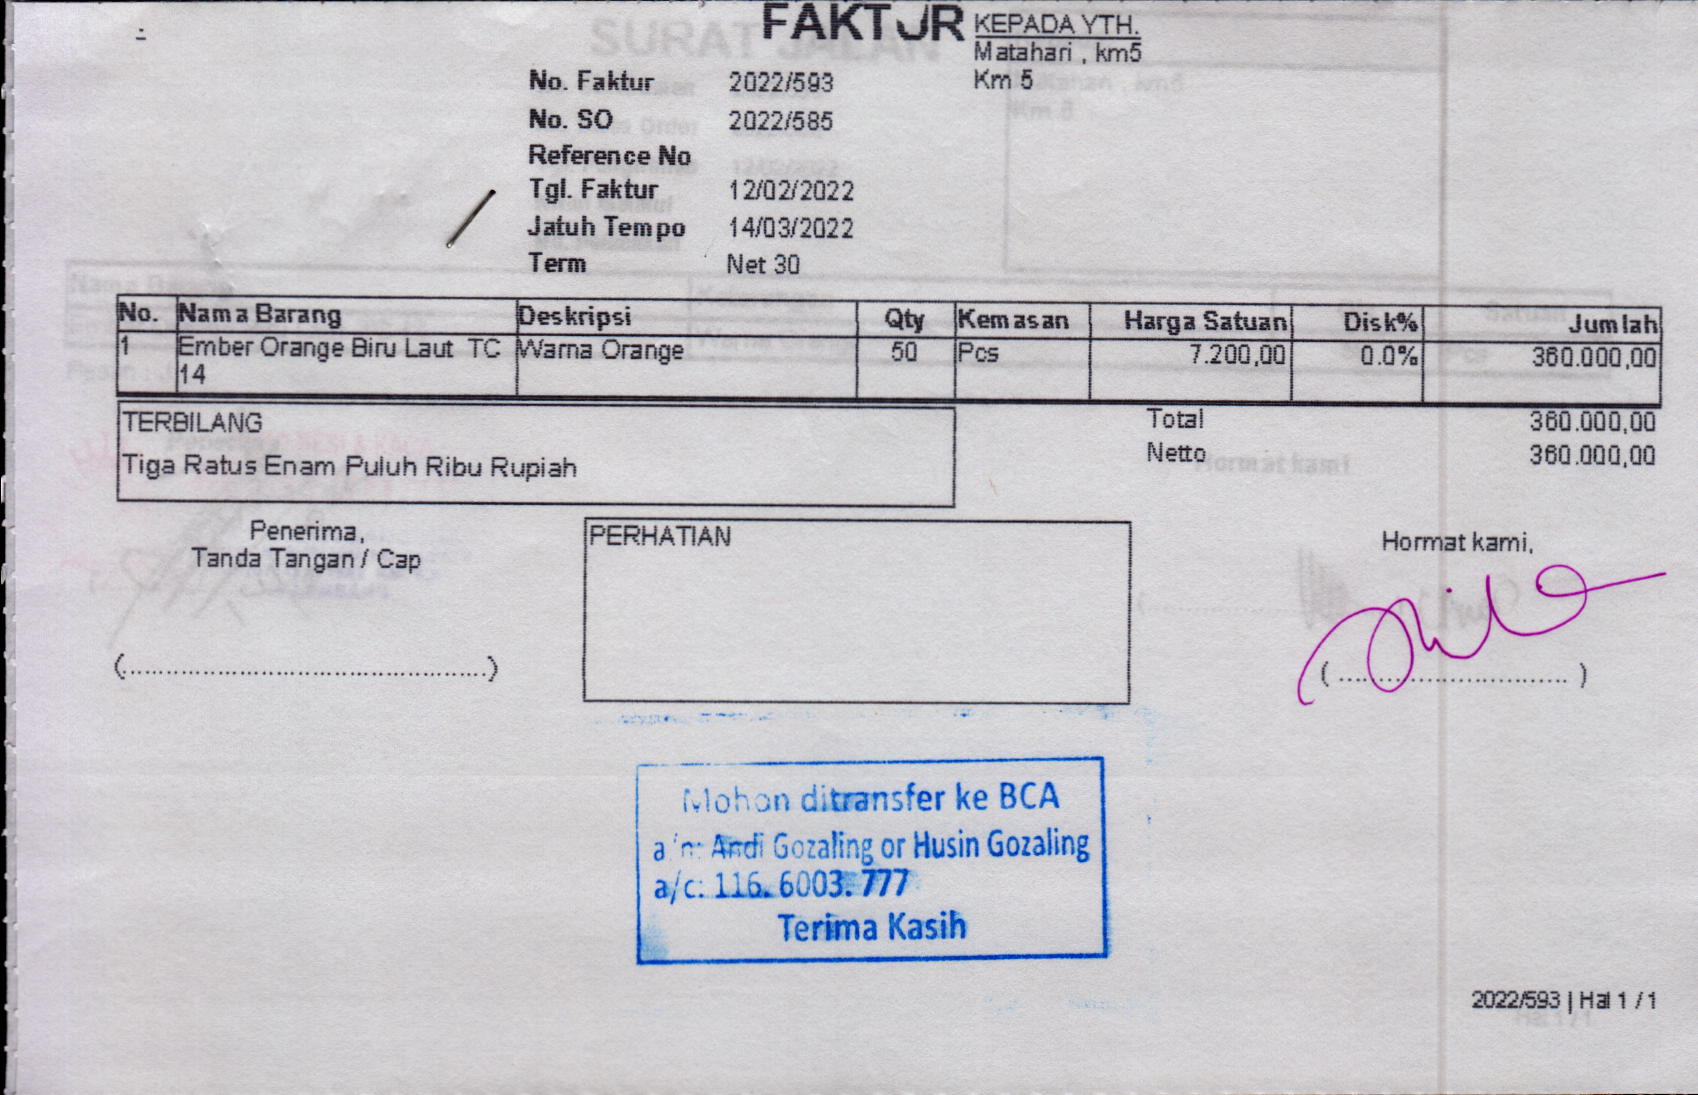 FAKTUR
KEPADA YTH.
Matahari , km5
Km 5
No. Faktur 2022/593
No. SO 2022/585
Reference No
Tgl. Faktur 12/02/2022
Jatuh Tempo 14/03/2022
Term Net 30
No. Nama Barang Deskripsi Qty Kemasan Harga Satuan Disk% Jumlah
1 Ember Orange Biru Laut TC Warna Orange 50 Pcs 7.200,00 0.0% 360.000,00
14
TERBILANG
Tiga Ratus Enam Puluh Ribu Rupiah
Total 360.000,00
Netto 360.000,00
Penerima,
Tanda Tangan / Cap
PERHATIAN
Hormat kami,
(...............................................)
( ............................. )
Mohon ditransfer ke BCA
a/n: Andi Gozaling or Husin Gozaling
a/c: 116. 6003. 777
Terima Kasih
2022/593 | Hal 1 / 1